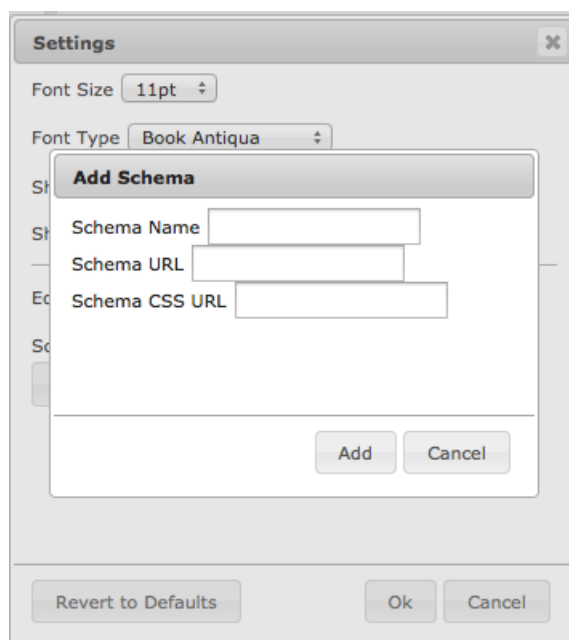 Settings
Font Size 11pt
Font Type Book Antiqua
Add Schema
Schema Name
Schema URL
Schema CSS URL
Add Cancel
Revert to Defaults Ok Cancel